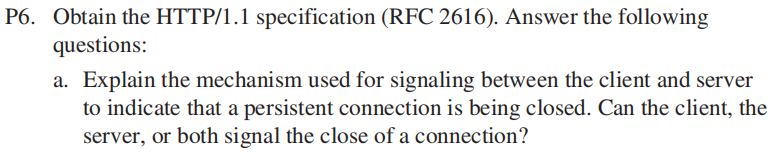 P6. Obtain the HTTP/1.1 specification (RFC 2616). Answer the following
questions:
a. Explain the mechanism used for signaling between the client and server
to indicate that a persistent connection is being closed. Can the client, the
server, or both signal the close of a connection?